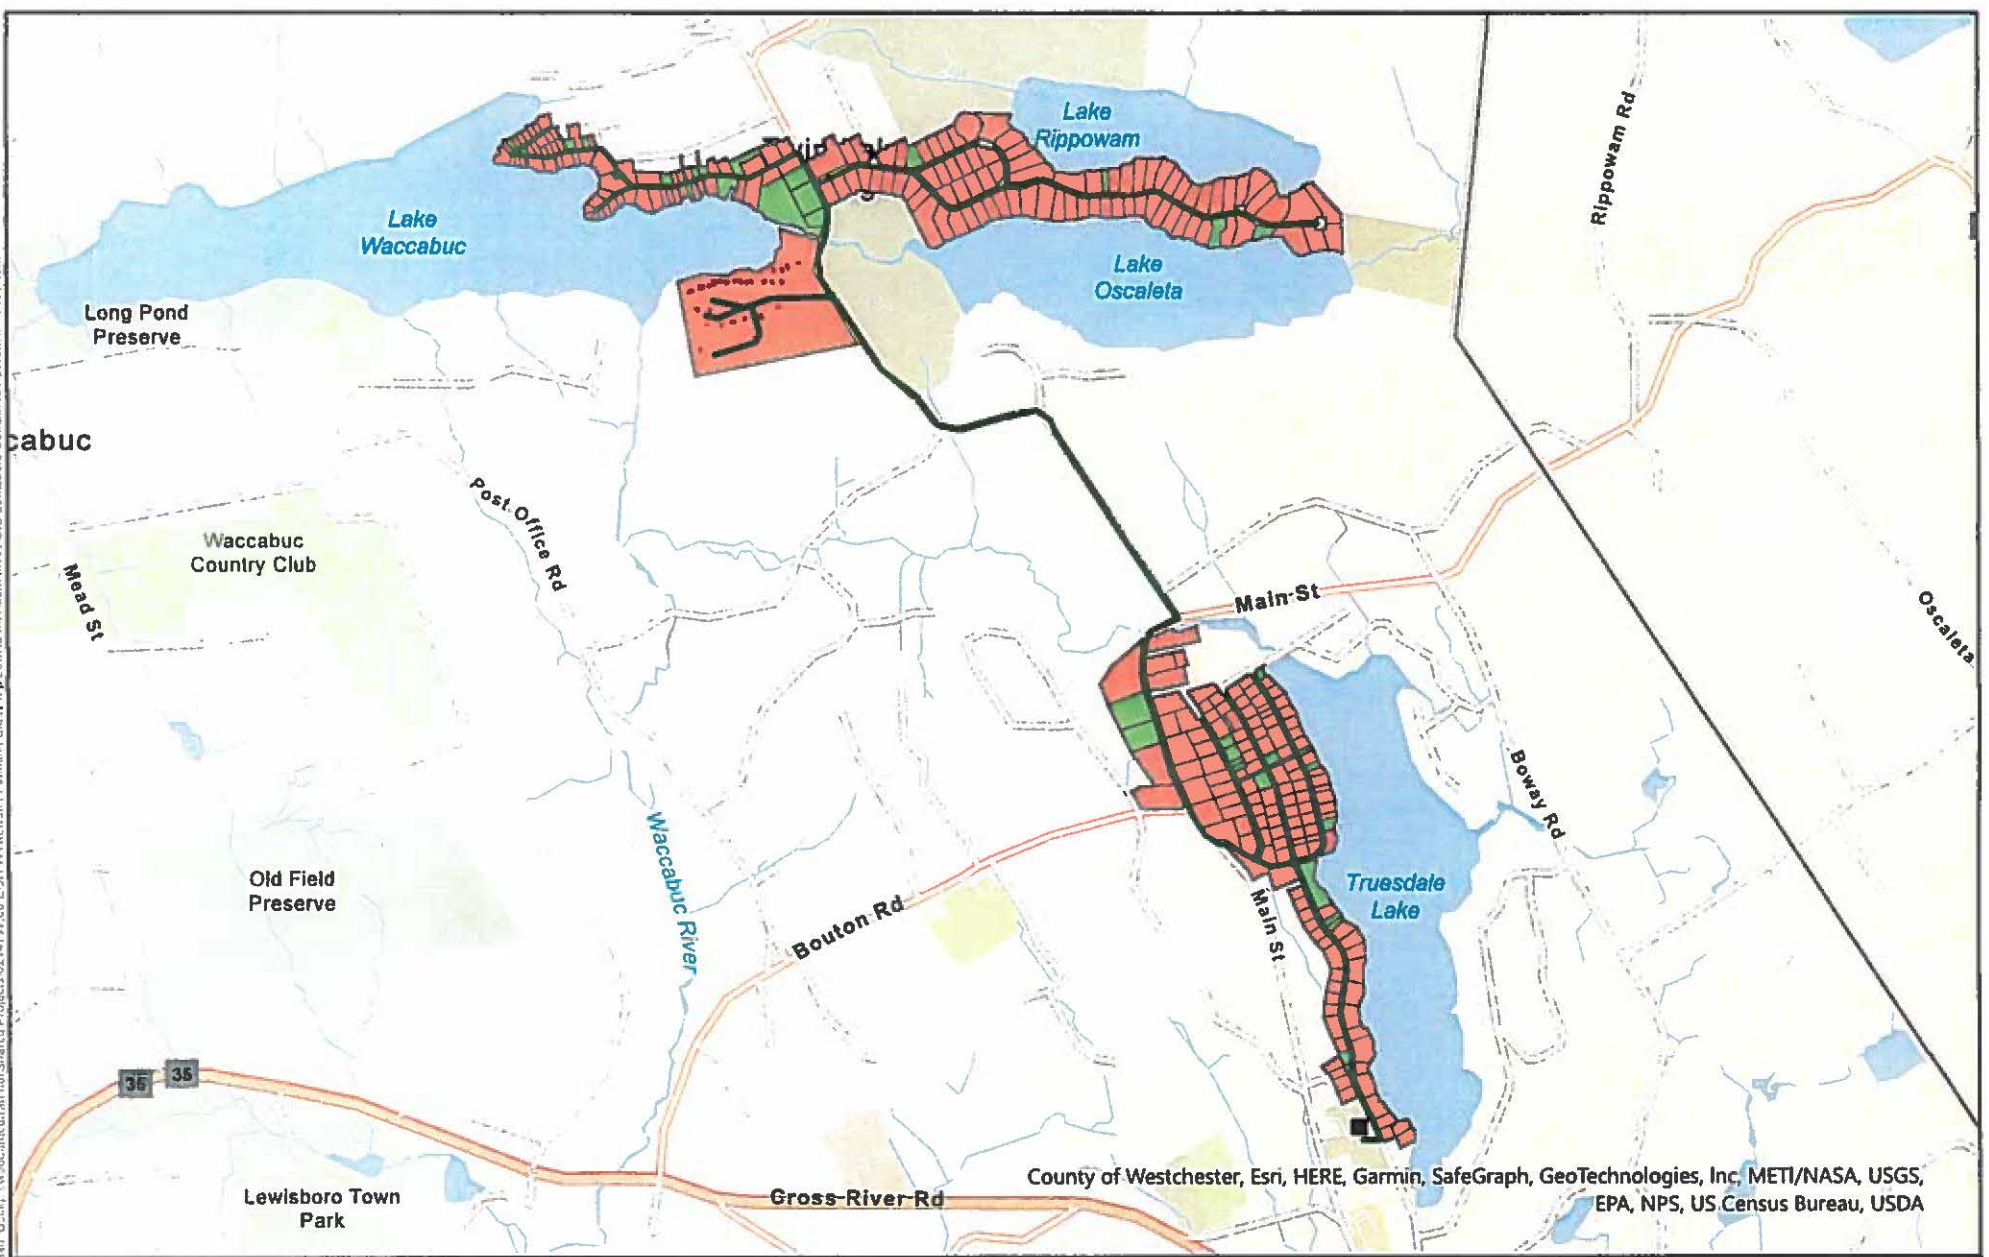 Lake
Rippowam
Rippowam Rd
Lake
Waccabuc
Lake
Oscaleta
Long Pond
Preserve
cabuc
Post Office Rd
Waccabuc
Country Club
Mead St
Main St
Oscaleta
Boway Rd
Waccabuc River
Old Field
Preserve
Truesdale
Lake
Bouton Rd
Main St
35
35
Lewisboro Town
Park
Cross River Rd
County of Westchester, Esri, HERE, Garmin, SafeGraph, GeoTechnologies, Inc, METI/NASA, USGS,
EPA, NPS, US Census Bureau, USDA